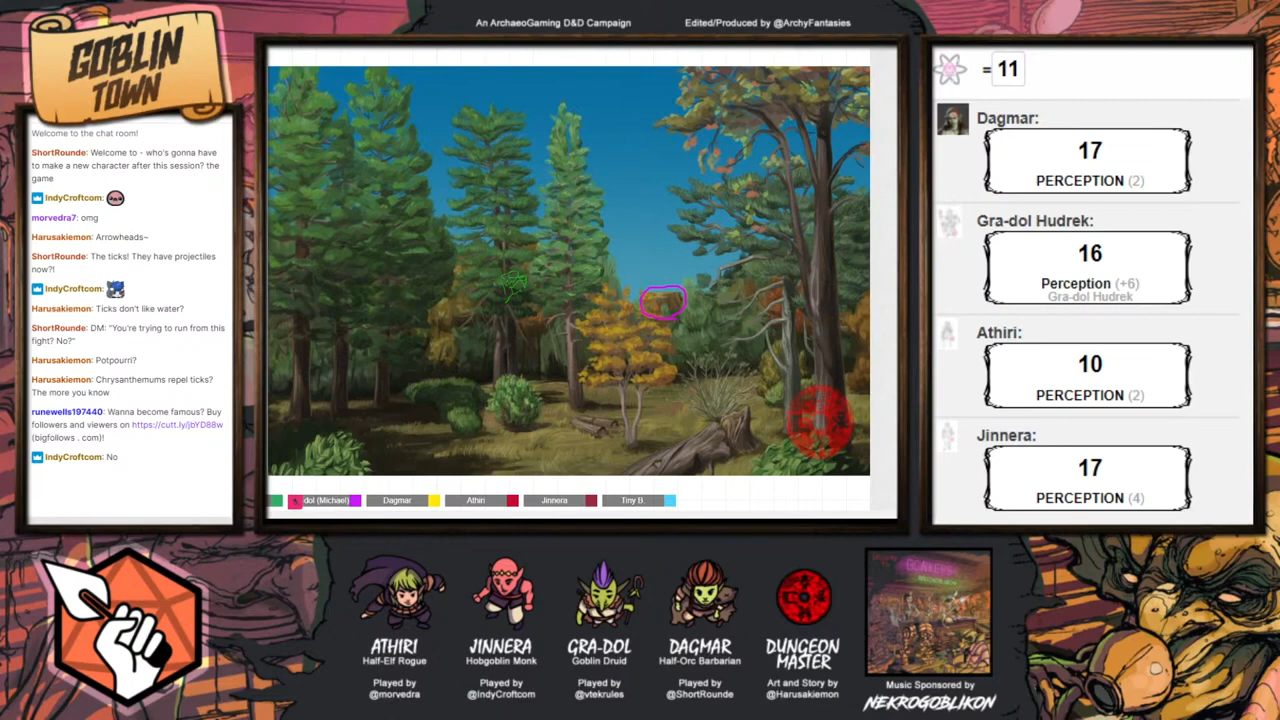 An ArchaeoGaming D&D Campaign
Edited/Produced by @ArchyFantasies
GOBLIN
TOWN
Welcome to the chat room!
ShortRounde: Welcome to - who's gonna have
to make a new character after this session? the
game
IndyCroftcom:
morvedra7: omg
Harusakiemon: Arrowheads~
ShortRounde: The ticks! They have projectiles
now?!
IndyCroftcom:
Harusakiemon: Ticks don't like water?
ShortRounde: DM: "You're trying to run from this
fight? No?"
Harusakiemon: Potpourri?
Harusakiemon: Chrysanthemums repel ticks?
The more you know
runewells197440: Wanna become famous? Buy
followers and viewers on https://cutt.ly/jbYD88w
(bigfollows . com)!
IndyCroftcom: No
dol (Michael)
Dagmar
Athiri
Jinnera
Tiny B.
= 11
Dagmar:
17
PERCEPTION (2)
Gra-dol Hudrek:
16
Perception (+6)
Gra-dol Hudrek
Athiri:
10
PERCEPTION (2)
Jinnera:
17
PERCEPTION (4)
ATHIRI
Half-Elf Rogue
Played by
@morvedra
JINNERA
Hobgoblin Monk
Played by
@IndyCroftcom
GRA-DOL
Goblin Druid
Played by
@vtekrules
DAGMAR
Half-Orc Barbarian
Played by
@ShortRounde
DUNGEON
MASTER
Art and Story by
@Harusakiemon
Music Sponsored by
NEKROGOBLIKON